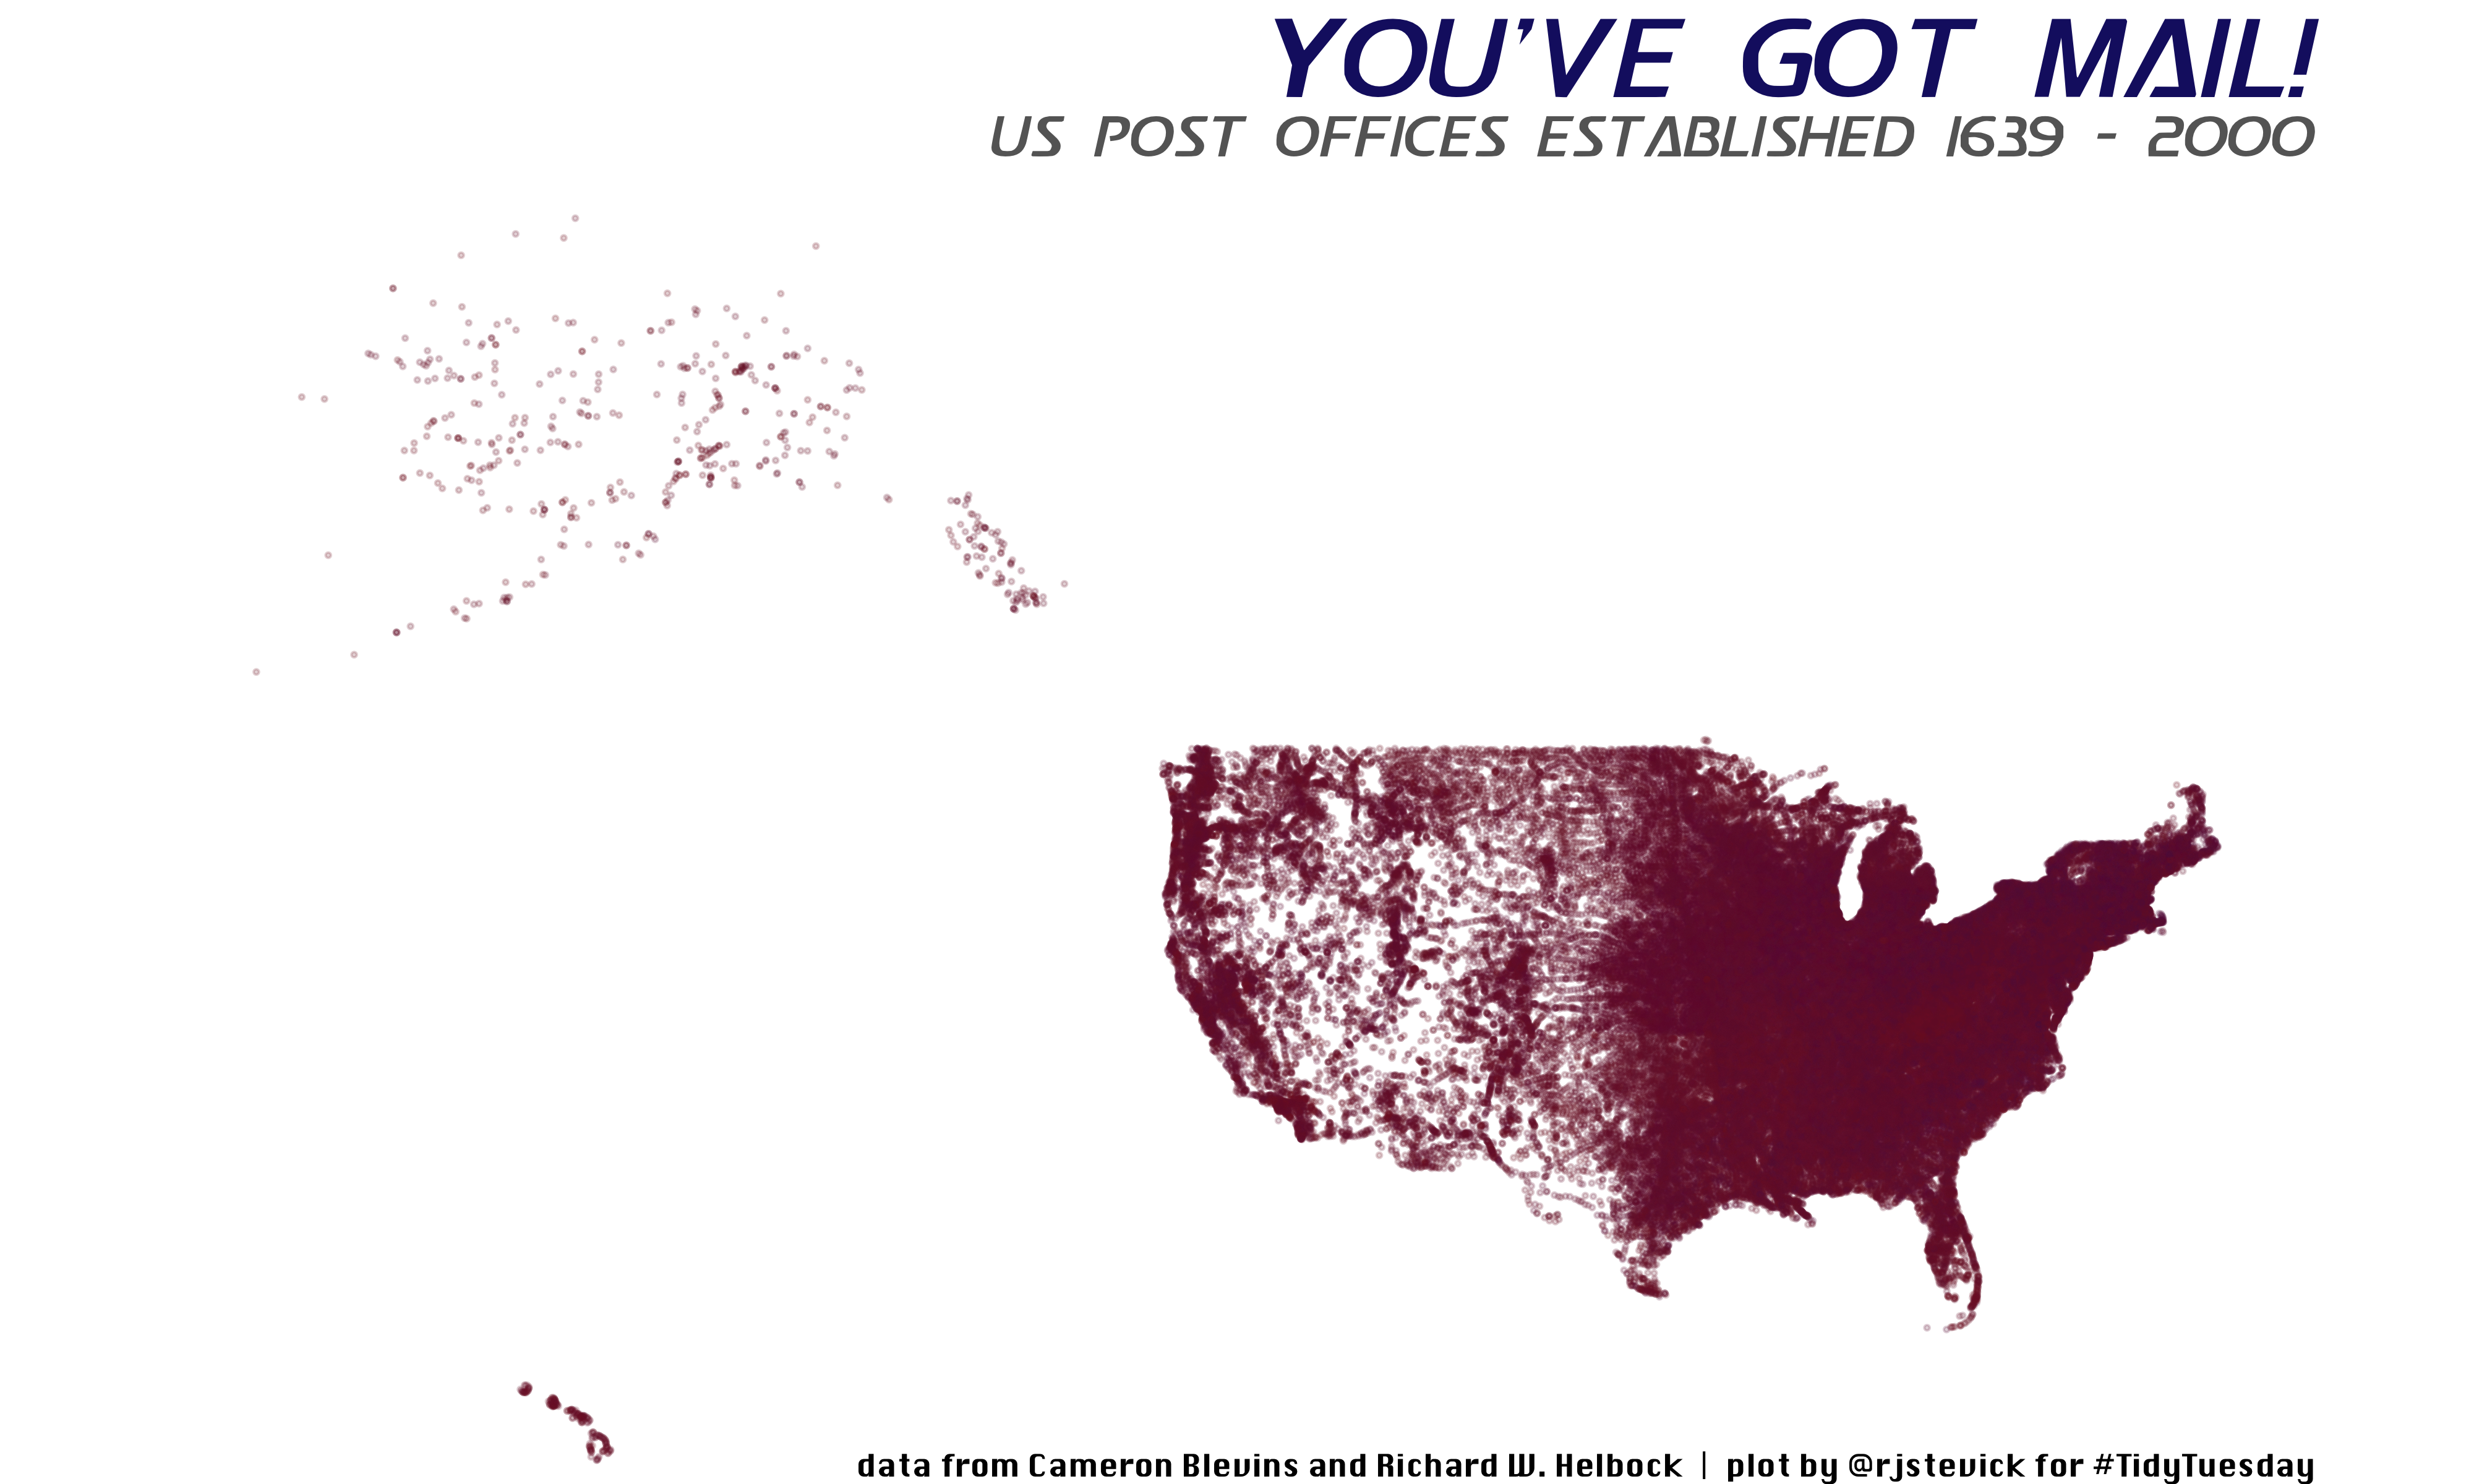 YOU'VE GOT MAIL!
US POST OFFICES ESTABLISHED 1639 - 2000
data from Cameron Blevins and Richard W. Helbock | plot by @rjstevick for #TidyTuesday